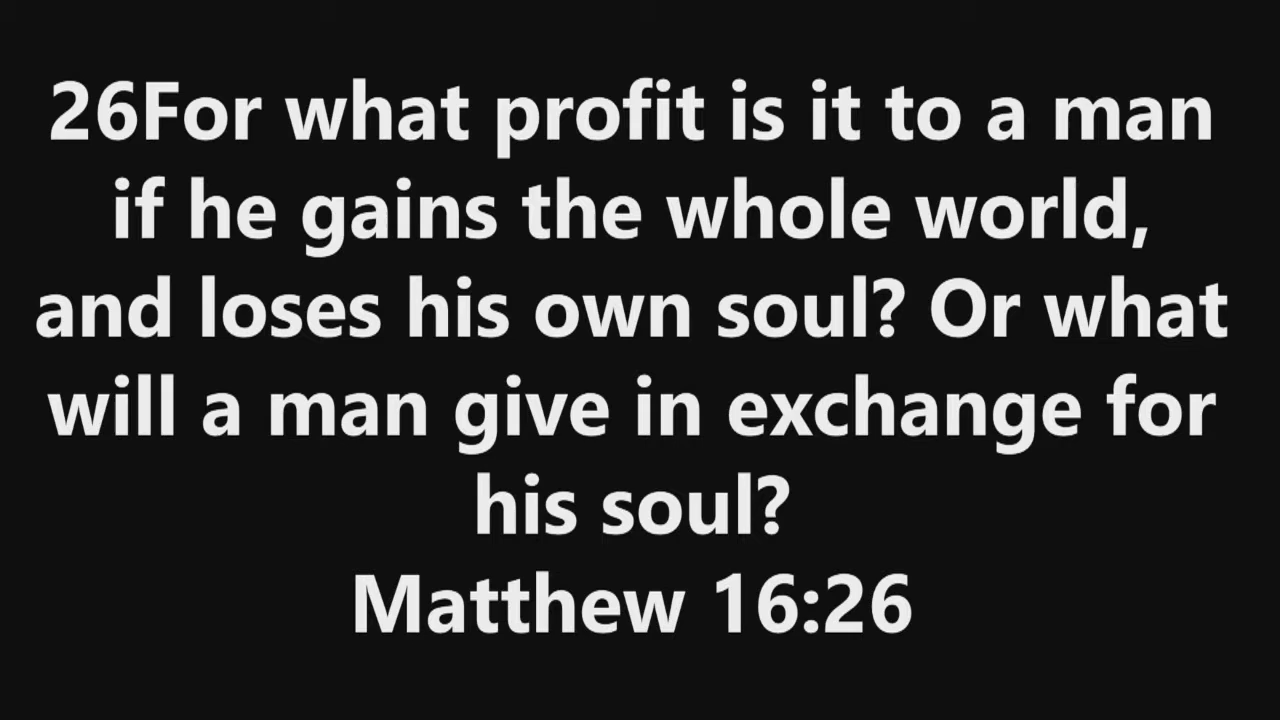 26For what profit is it to a man
if he gains the whole world,
and loses his own soul? Or what
will a man give in exchange for
his soul?
Matthew 16:26